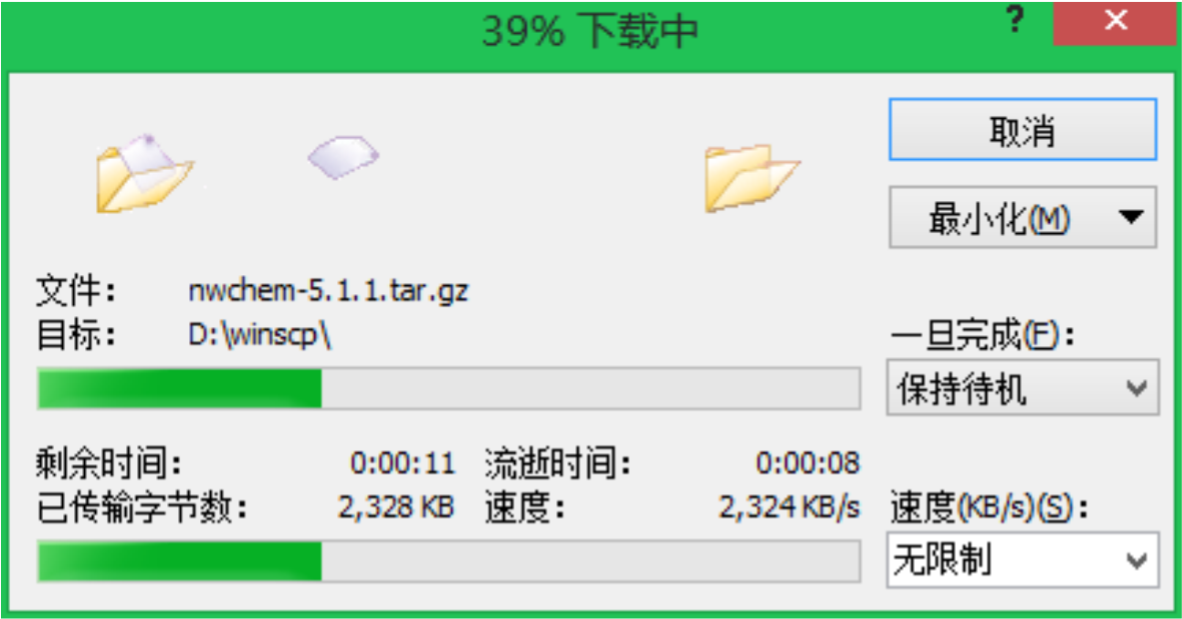 39% 下载中
?
取消
最小化(M)
文件: nwchem-5.1.1.tar.gz
目标: D:\winscp\
一旦完成(F):
保持待机
剩余时间: 0:00:11 流逝时间: 0:00:08
已传输字节数: 2,328 KB 速度: 2,324 KB/s
速度(KB/s)(S):
无限制